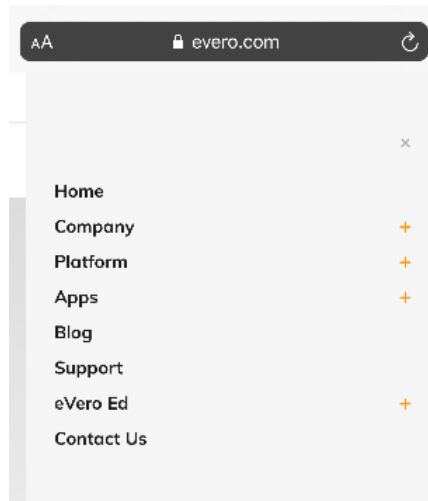 AA evero.com
×
Home
Company +
Platform +
Apps +
Blog
Support
eVero Ed +
Contact Us